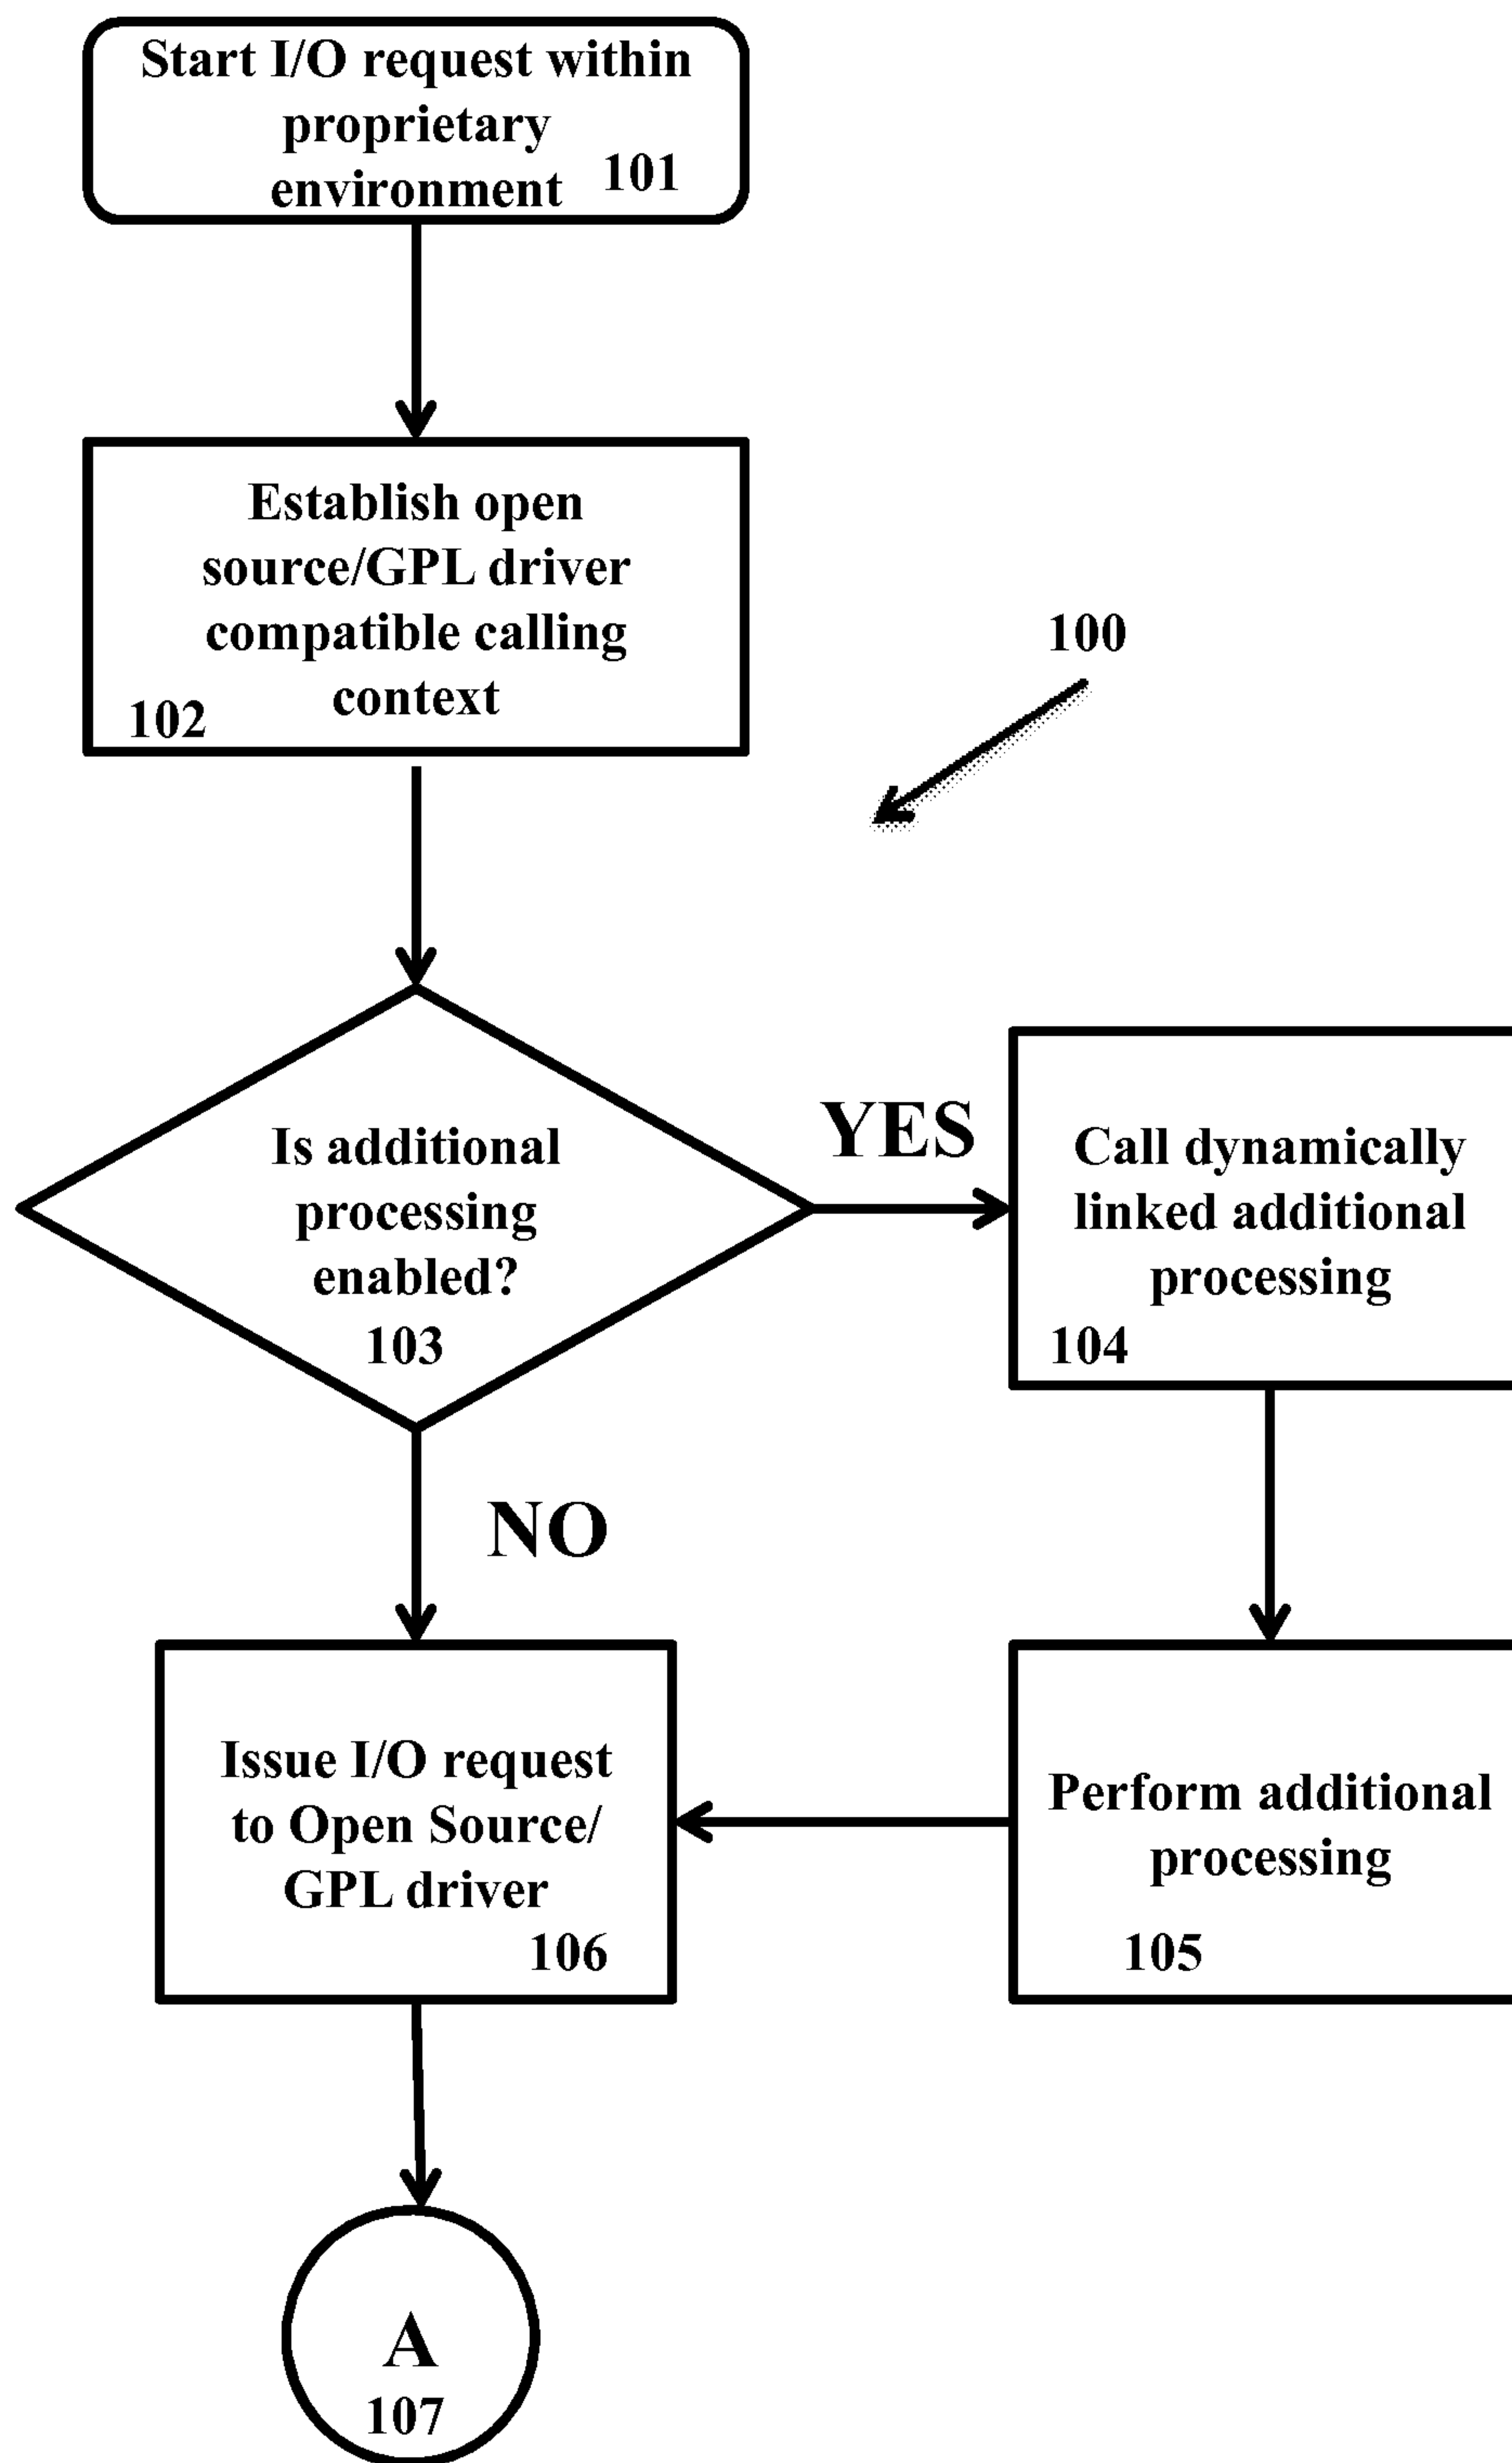 Start I/O request within
proprietary
environment 101
Establish open
source/GPL driver
compatible calling
context
102
100
Is additional
processing
enabled?
103
YES
Call dynamically
linked additional
processing
104
NO
Issue I/O request
to Open Source/
GPL driver
106
Perform additional
processing
105
A
107